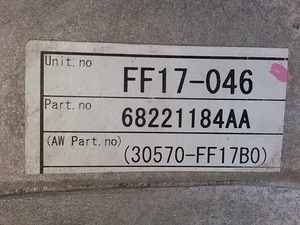 Unit.no FF17-046
Part.no 68221184AA
(AW Part.no) (30570-FF17B0)